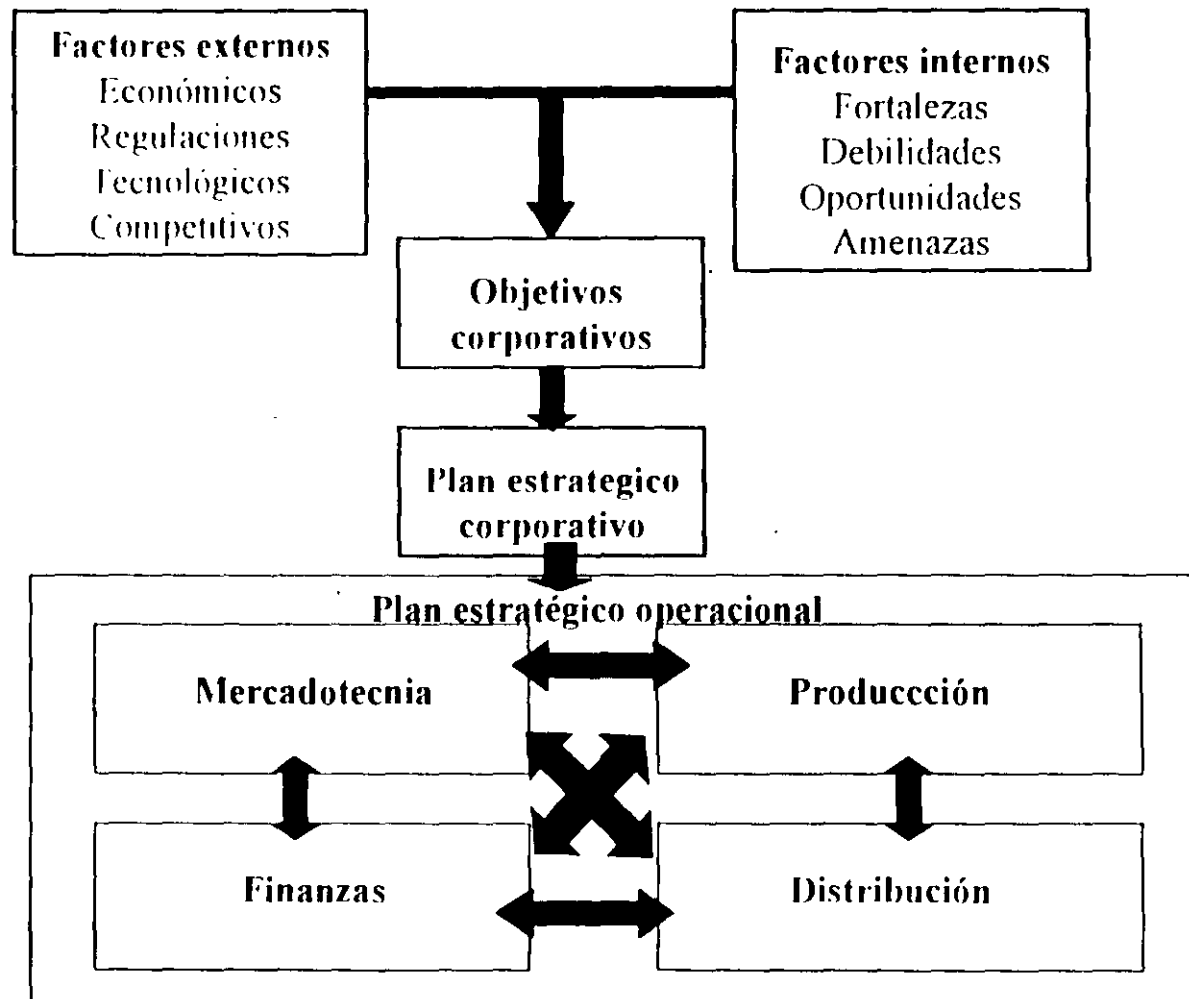 Factores externos
Económicos
Regulaciones
Tecnológicos
Competitivos
Factores internos
Fortalezas
Debilidades
Oportunidades
Amenazas
Objetivos
corporativos
Plan estrategico
corporativo
Plan estratégico operacional
Mercadotecnia
Produccción
Finanzas
Distribución